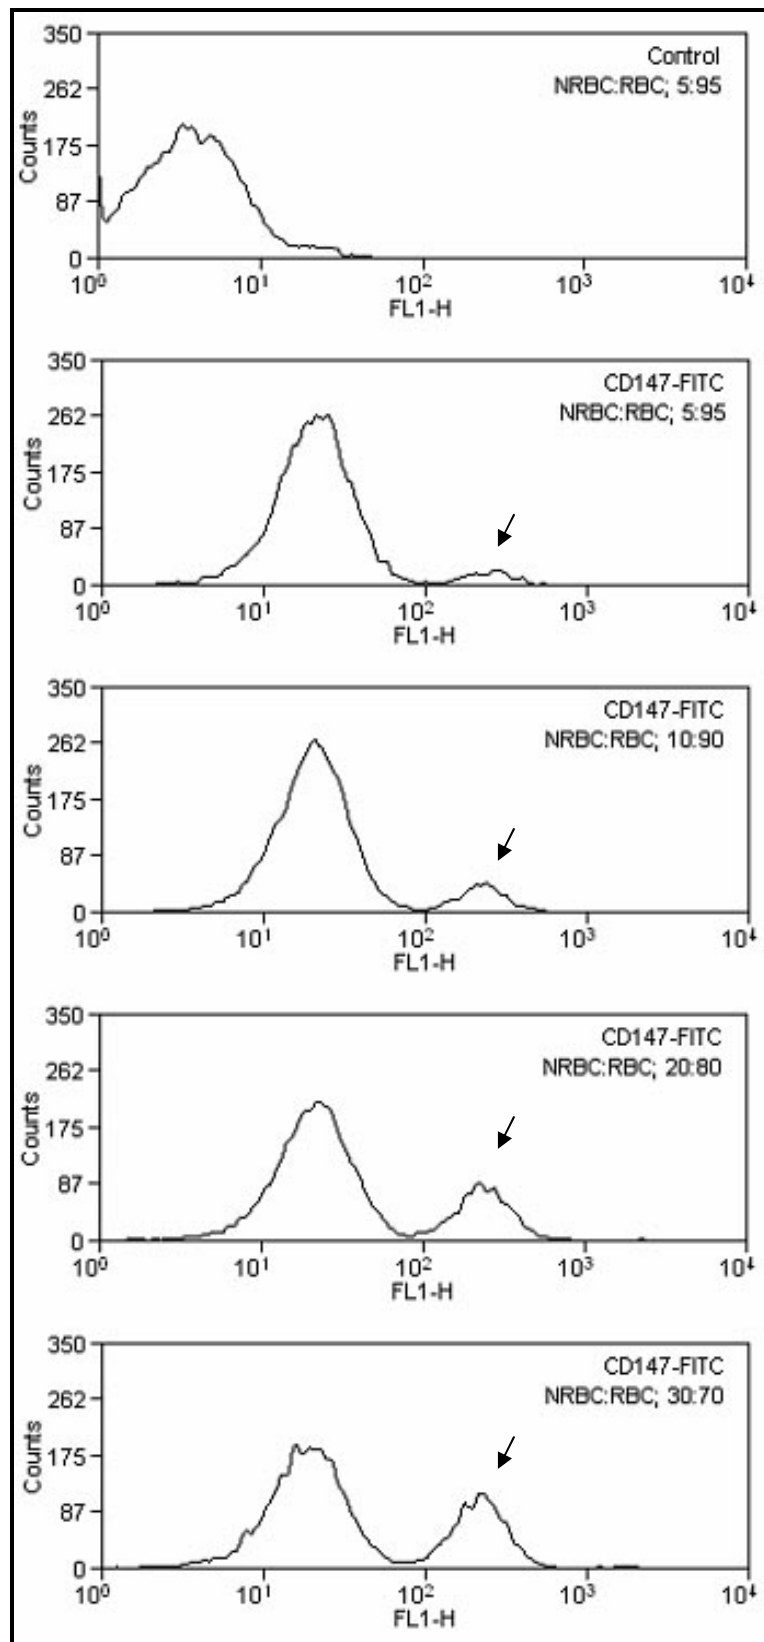 350
Control
NRBC:RBC; 5:95
262
175
87
0
Counts
10⁰ 10¹ 10² 10³ 10⁴
FL1-H
350
CD147-FITC
NRBC:RBC; 5:95
262
175
87
0
Counts
10⁰ 10¹ 10² 10³ 10⁴
FL1-H
350
CD147-FITC
NRBC:RBC; 10:90
262
175
87
0
Counts
10⁰ 10¹ 10² 10³ 10⁴
FL1-H
350
CD147-FITC
NRBC:RBC; 20:80
262
175
87
0
Counts
10⁰ 10¹ 10² 10³ 10⁴
FL1-H
350
CD147-FITC
NRBC:RBC; 30:70
262
175
87
0
Counts
10⁰ 10¹ 10² 10³ 10⁴
FL1-H